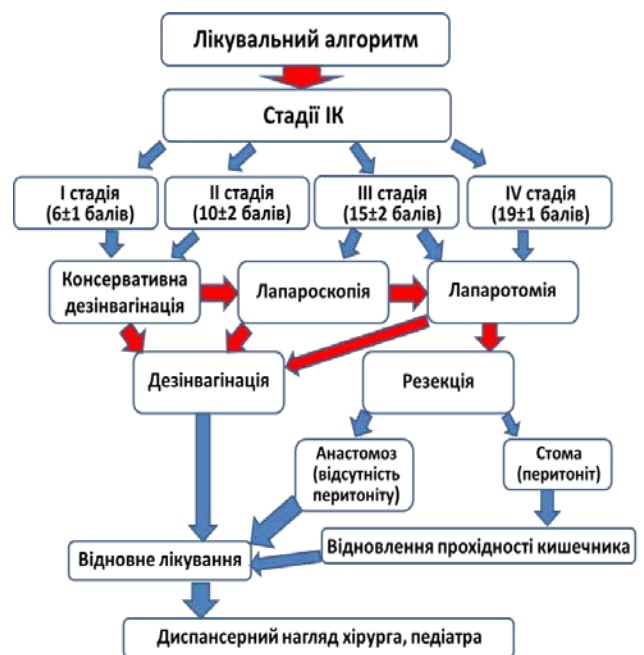 Лікувальний алгоритм
Стадії ІК
І стадія
(6±1 балів)
ІІ стадія
(10±2 балів)
ІІІ стадія
(15±2 балів)
IV стадія
(19±1 балів)
Консервативна
дезінвагінація
Лапароскопія
Лапаротомія
Дезінвагінація
Резекція
Анастомоз
(відсутність
перитоніту)
Стома
(перитоніт)
Відновне лікування
Відновлення прохідності кишечника
Диспансерний нагляд хірурга, педіатра